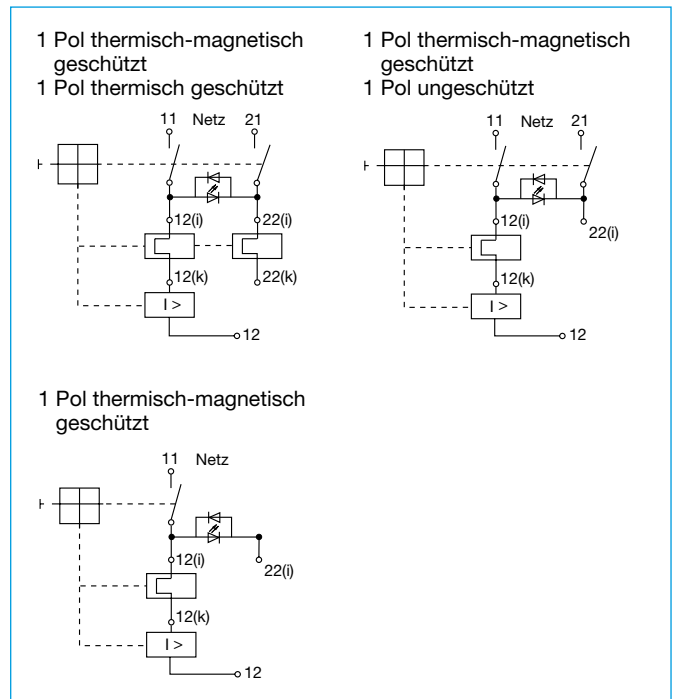 1 Pol thermisch-magnetisch
geschützt
1 Pol thermisch geschützt
11 Netz 21
12(i) 22(i)
12(k) 22(k)
I >
12
1 Pol thermisch-magnetisch
geschützt
1 Pol ungeschützt
11 Netz 21
12(i)
22(i)
12(k)
I >
12
1 Pol thermisch-magnetisch
geschützt
11 Netz
12(i)
22(i)
12(k)
I >
12